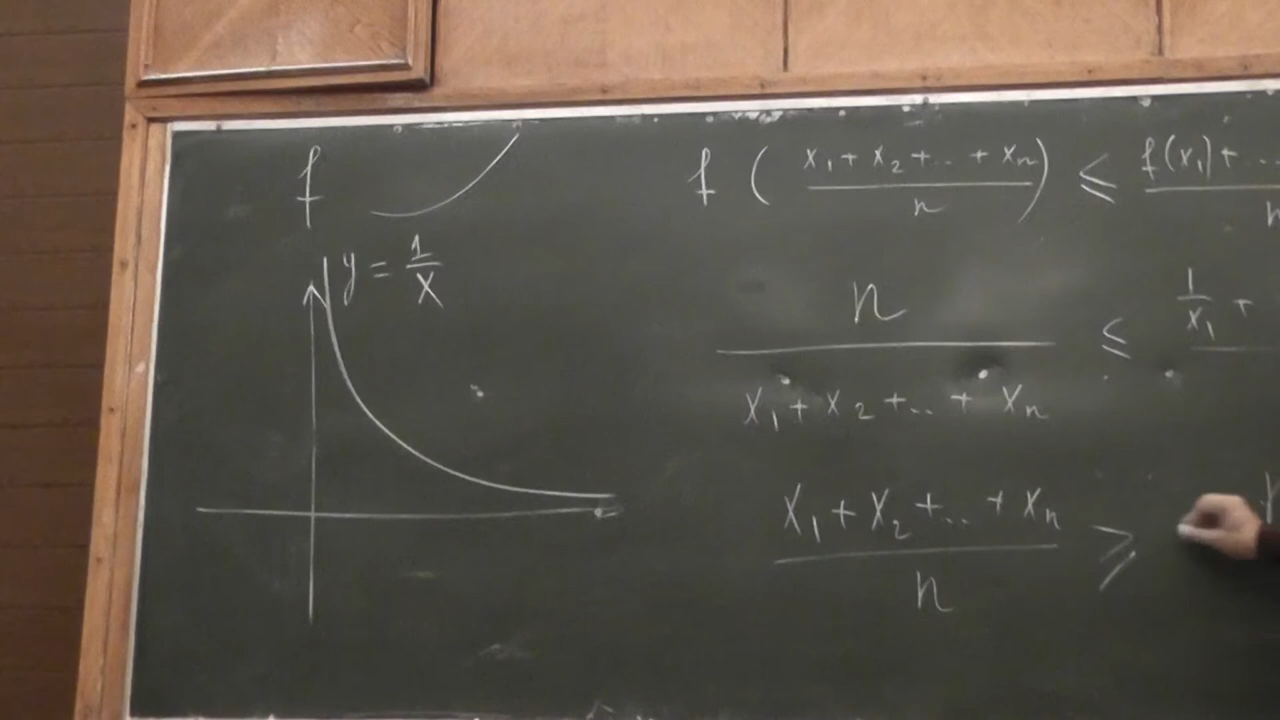 f
f ( (x₁ + x₂ + .. + xₙ) / n ) ⩽ f(x₁) + ... / n
y = 1/x
n / (x₁ + x₂ + .. + xₙ) ⩽ 1/x₁ +
(x₁ + x₂ + .. + xₙ) / n ⩾